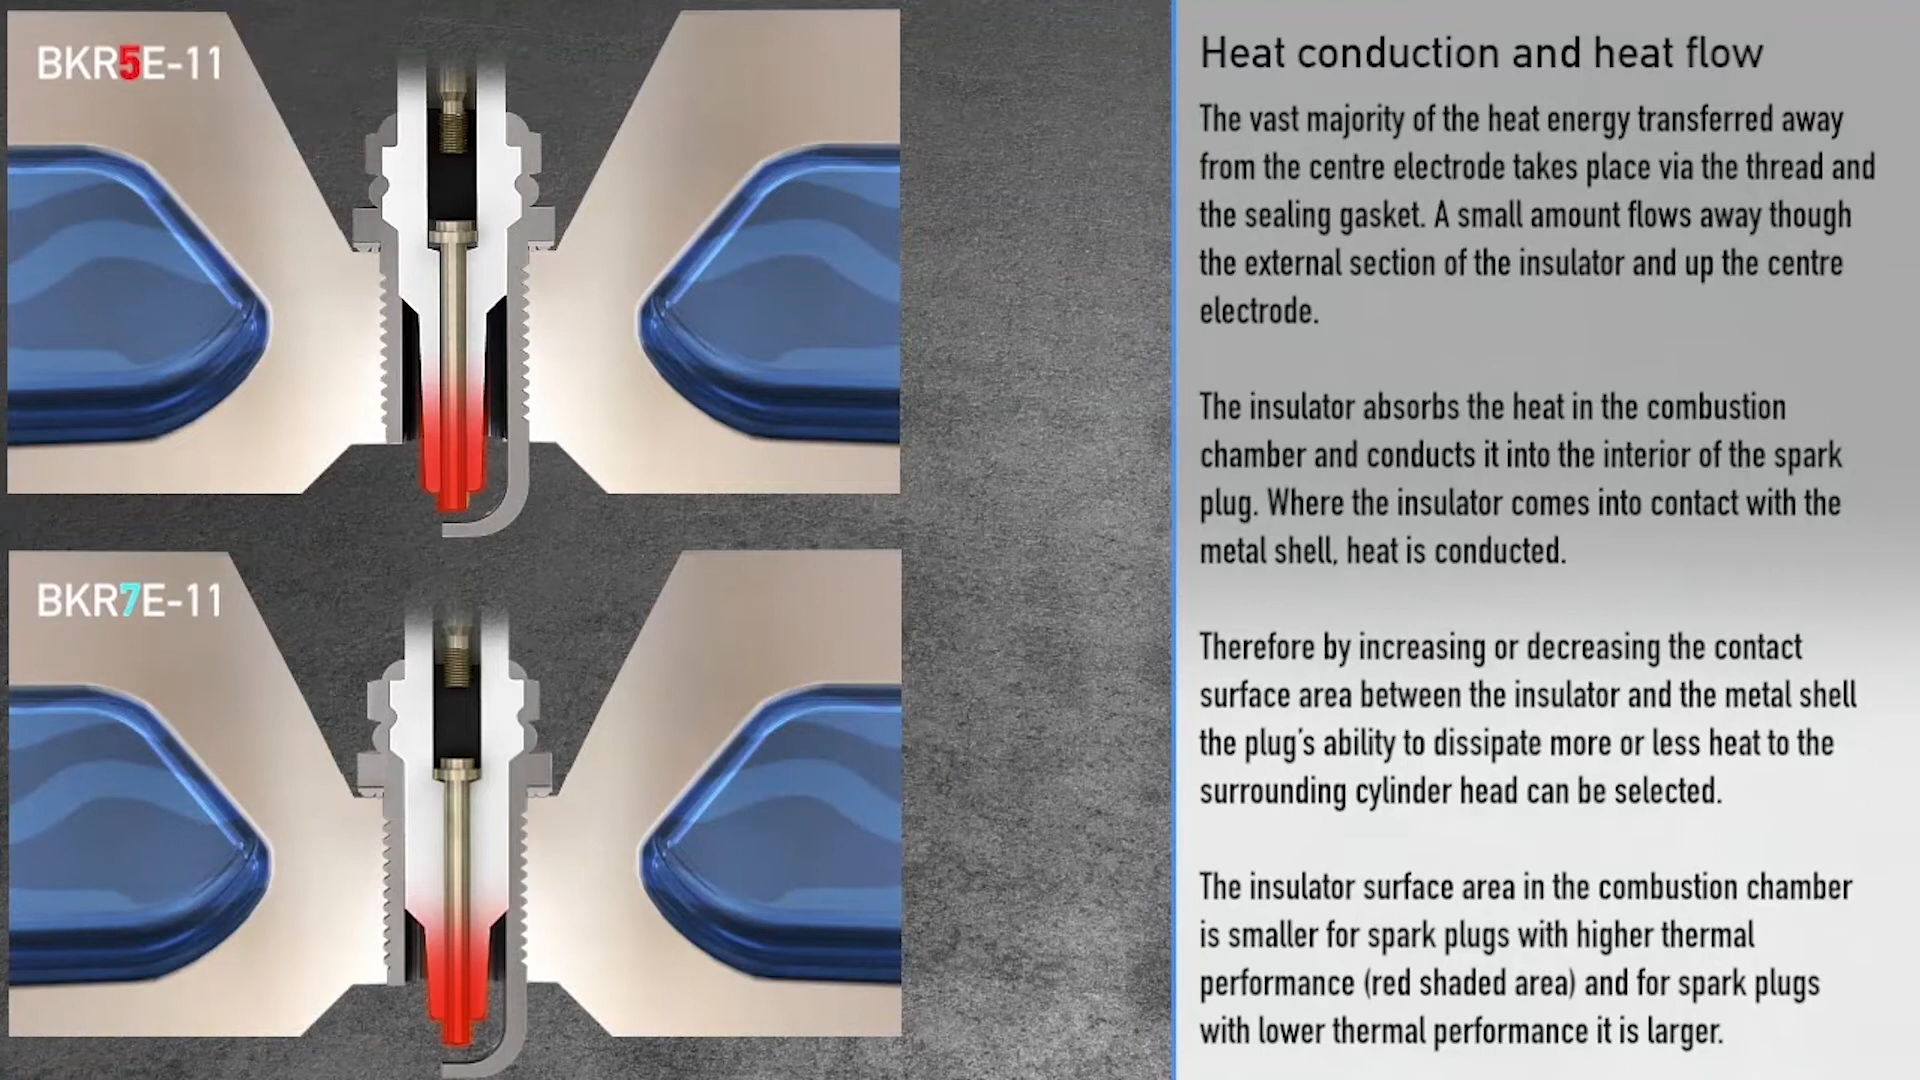 BKR5E-11
BKR7E-11
Heat conduction and heat flow
The vast majority of the heat energy transferred away
from the centre electrode takes place via the thread and
the sealing gasket. A small amount flows away though
the external section of the insulator and up the centre
electrode.
The insulator absorbs the heat in the combustion
chamber and conducts it into the interior of the spark
plug. Where the insulator comes into contact with the
metal shell, heat is conducted.
Therefore by increasing or decreasing the contact
surface area between the insulator and the metal shell
the plug's ability to dissipate more or less heat to the
surrounding cylinder head can be selected.
The insulator surface area in the combustion chamber
is smaller for spark plugs with higher thermal
performance (red shaded area) and for spark plugs
with lower thermal performance it is larger.